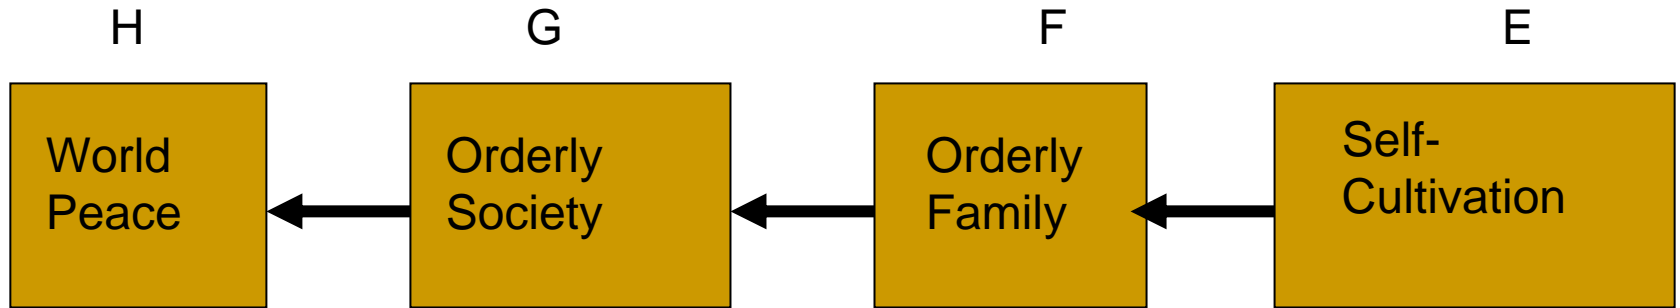 H
G
F
E
World
Peace
Orderly
Society
Orderly
Family
Self-
Cultivation